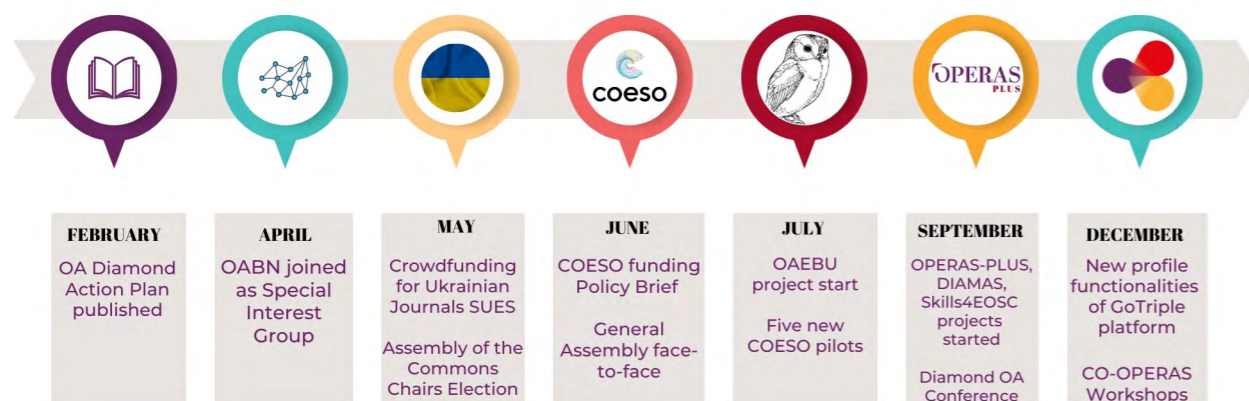 coeso
OPERAS
PLUS
FEBRUARY
OA Diamond
Action Plan
published
APRIL
OABN joined
as Special
Interest
Group
MAY
Crowdfunding
for Ukrainian
Journals SUES
Assembly of the
Commons
Chairs Election
JUNE
COESO funding
Policy Brief
General
Assembly face-
to-face
JULY
OAEBU
project start
Five new
COESO pilots
SEPTEMBER
OPERAS-PLUS,
DIAMAS,
Skills4EOSC
projects
started
Diamond OA
Conference
DECEMBER
New profile
functionalities
of GoTriple
platform
CO-OPERAS
Workshops